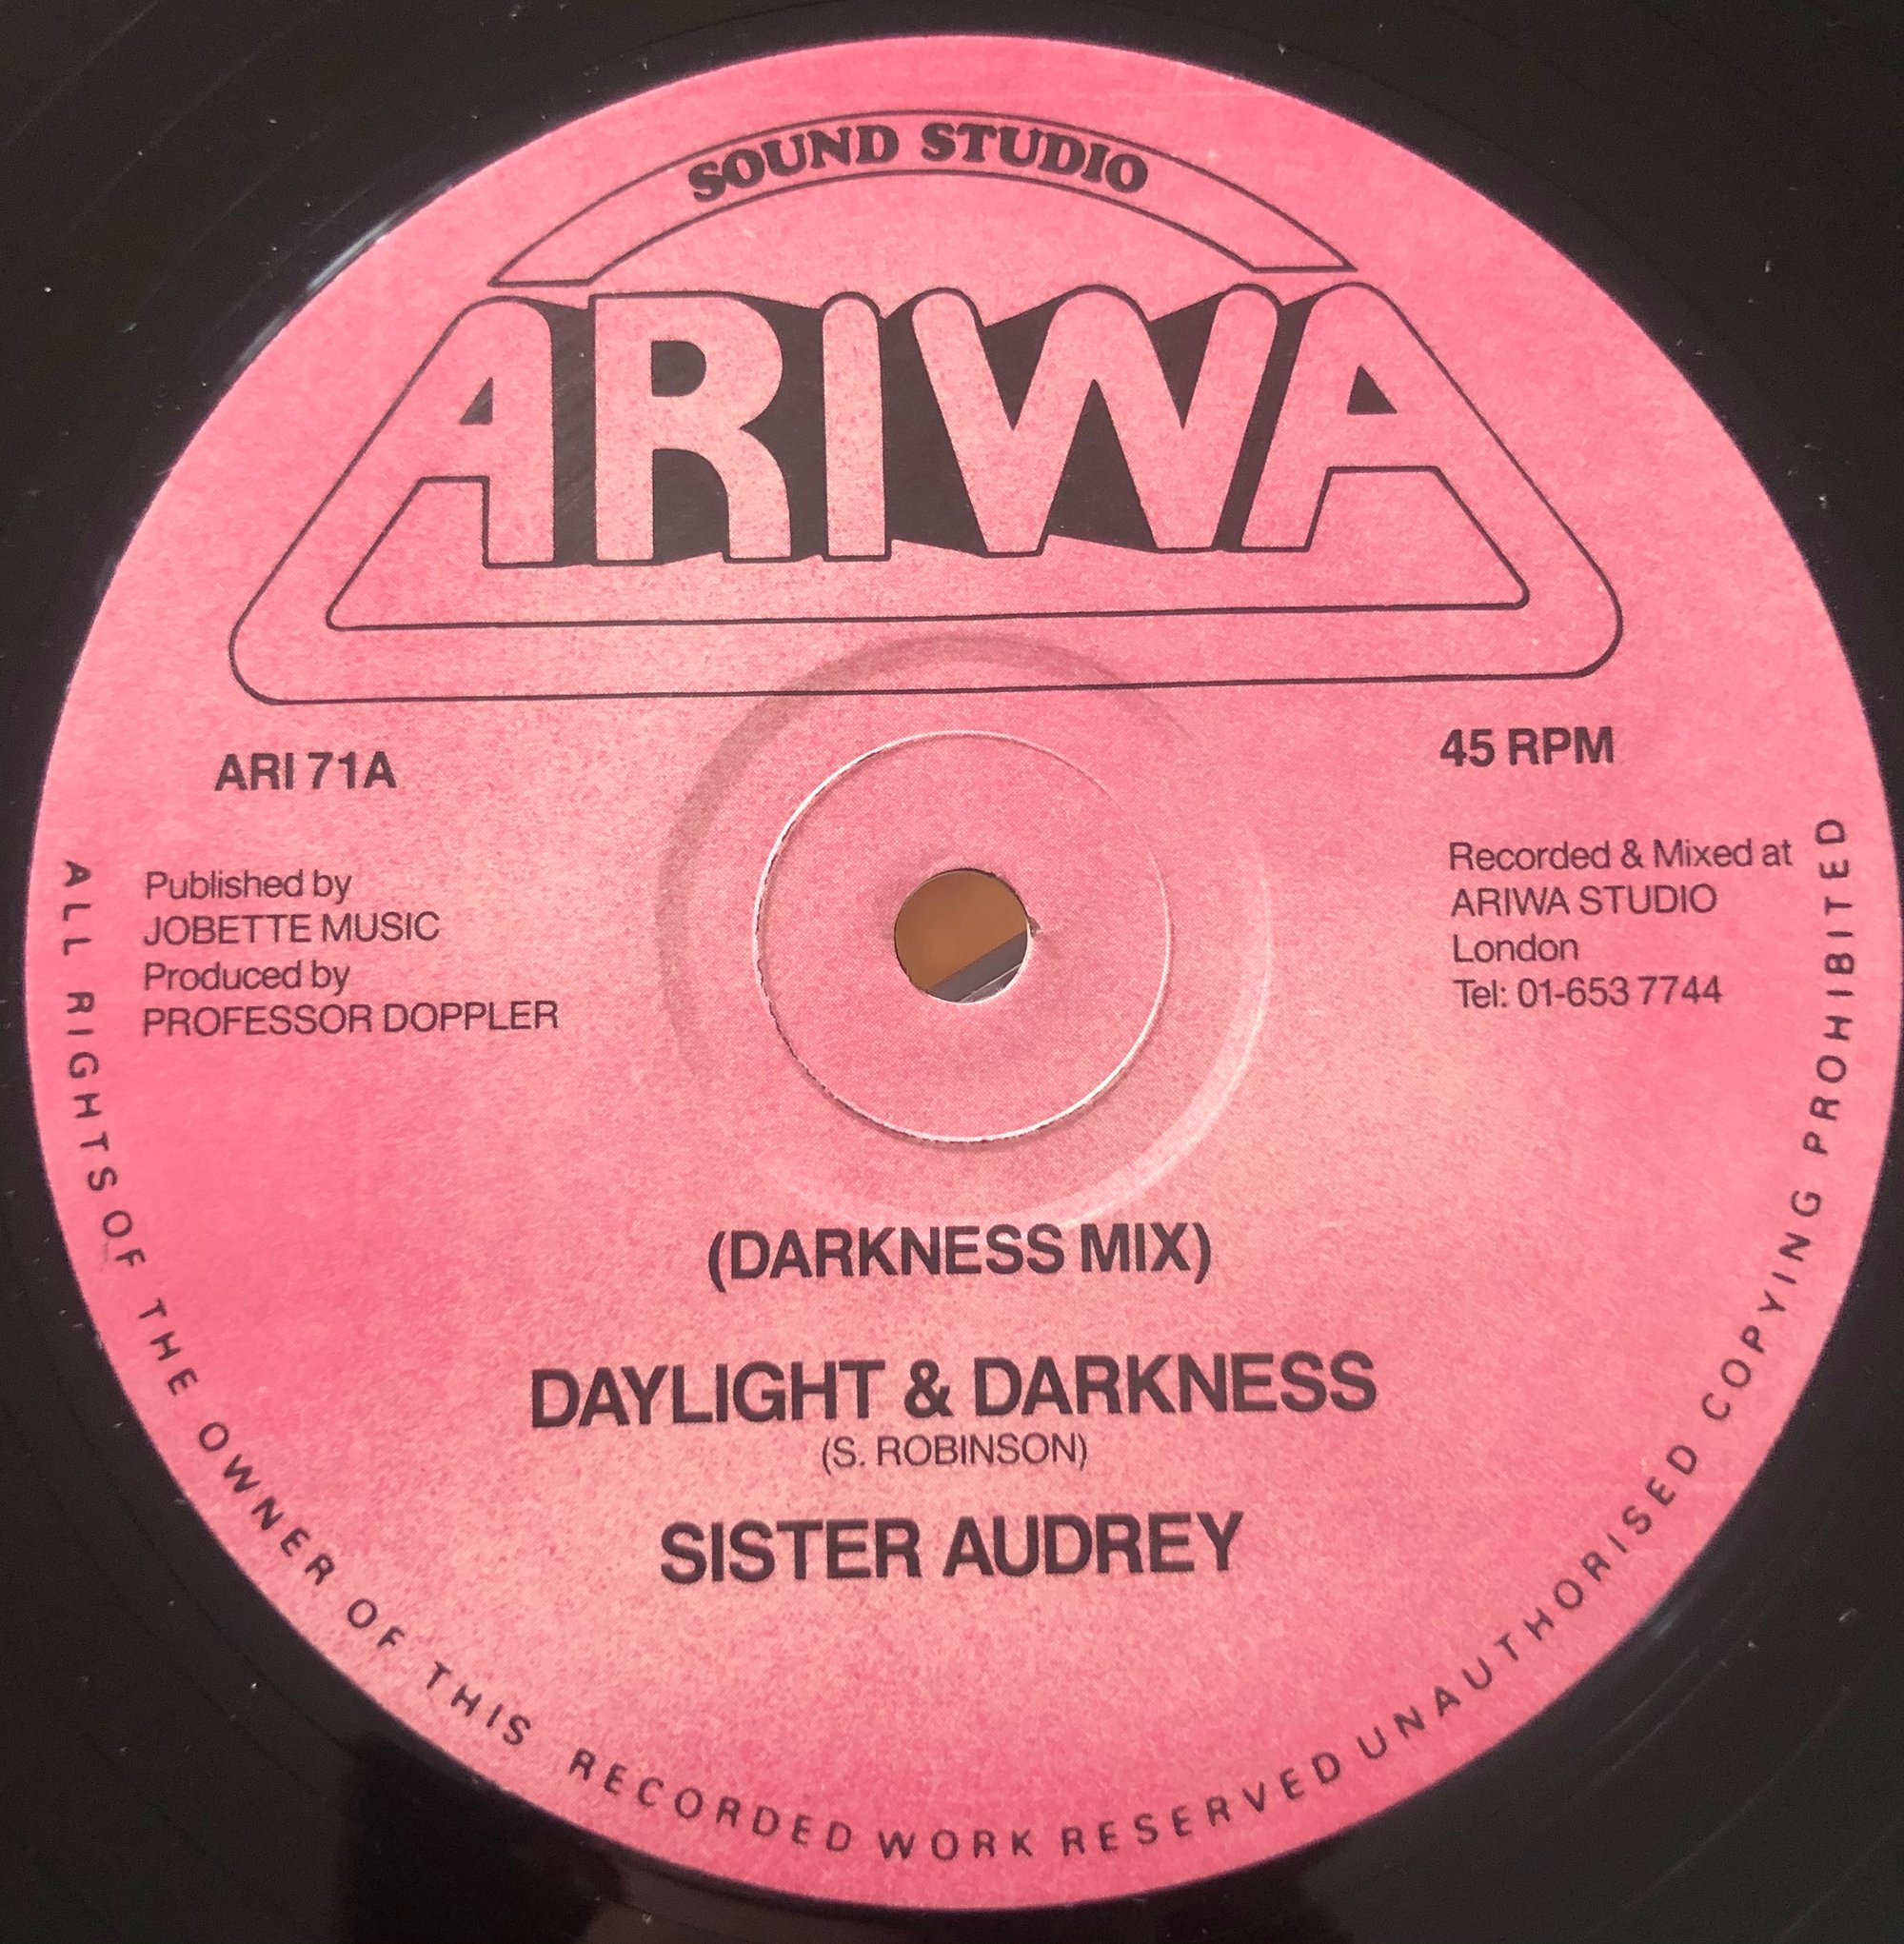 SOUND STUDIO
ARIWA
ARI 71A
45 RPM
Published by
JOBETTE MUSIC
Produced by
PROFESSOR DOPPLER
Recorded & Mixed at
ARIWA STUDIO
London
Tel: 01-653 7744
(DARKNESS MIX)
DAYLIGHT & DARKNESS
(S. ROBINSON)
SISTER AUDREY
ALL RIGHTS OF THE OWNER OF THIS RECORDED WORK RESERVED UNAUTHORISED COPYING PROHIBITED